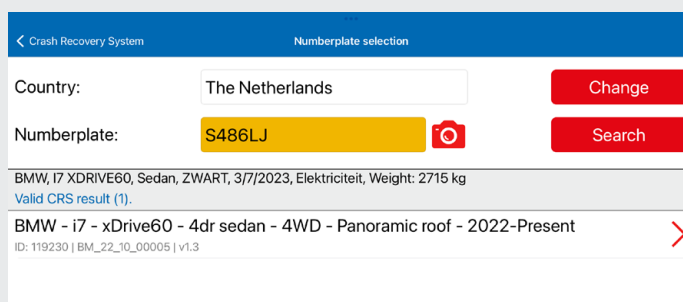 Crash Recovery System
Numberplate selection
Country:
The Netherlands
Change
Numberplate:
S486LJ
Search
BMW, I7 XDRIVE60, Sedan, ZWART, 3/7/2023, Elektriciteit, Weight: 2715 kg
Valid CRS result (1).
BMW - i7 - xDrive60 - 4dr sedan - 4WD - Panoramic roof - 2022-Present
ID: 119230 | BM_22_10_00005 | v1.3